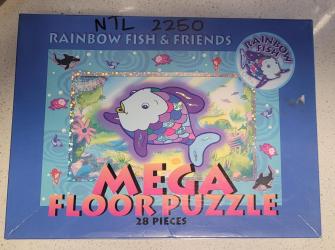 NTL 2250
RAINBOW FISH & FRIENDS
RAINBOW
FISH
MEGA
FLOOR PUZZLE
28 PIECES